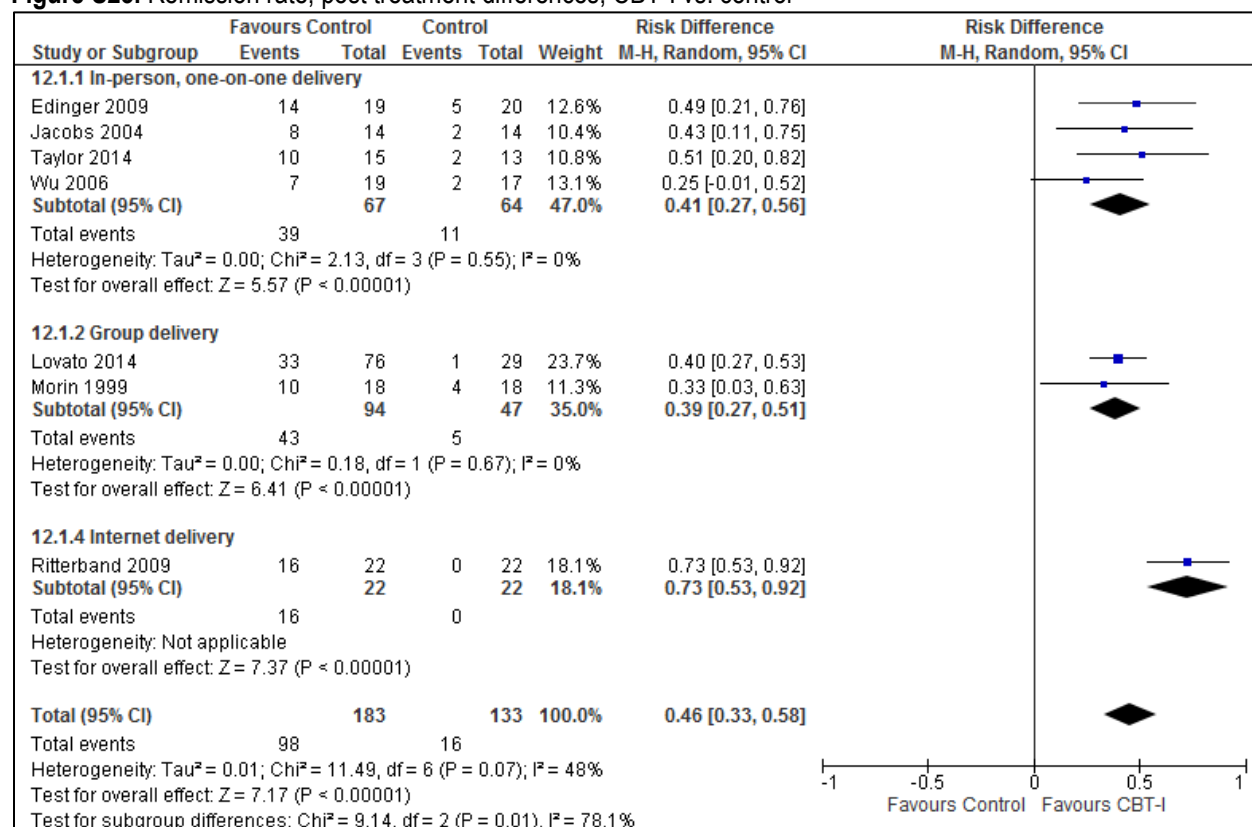 Figure S23. Remission rate, post treatment differences, CBT-I vs. control
Favours Control Control Risk Difference Risk Difference
Study or Subgroup Events Total Events Total Weight M-H, Random, 95% CI M-H, Random, 95% CI
12.1.1 In-person, one-on-one delivery
Edinger 2009 14 19 5 20 12.6% 0.49 [0.21, 0.76]
Jacobs 2004 8 14 2 14 10.4% 0.43 [0.11, 0.75]
Taylor 2014 10 15 2 13 10.8% 0.51 [0.20, 0.82]
Wu 2006 7 19 2 17 13.1% 0.25 [-0.01, 0.52]
Subtotal (95% CI) 67 64 47.0% 0.41 [0.27, 0.56]
Total events 39 11
Heterogeneity: Tau² = 0.00; Chi² = 2.13, df = 3 (P = 0.55); I² = 0%
Test for overall effect: Z = 5.57 (P < 0.00001)
12.1.2 Group delivery
Lovato 2014 33 76 1 29 23.7% 0.40 [0.27, 0.53]
Morin 1999 10 18 4 18 11.3% 0.33 [0.03, 0.63]
Subtotal (95% CI) 94 47 35.0% 0.39 [0.27, 0.51]
Total events 43 5
Heterogeneity: Tau² = 0.00; Chi² = 0.18, df = 1 (P = 0.67); I² = 0%
Test for overall effect: Z = 6.41 (P < 0.00001)
12.1.4 Internet delivery
Ritterband 2009 16 22 0 22 18.1% 0.73 [0.53, 0.92]
Subtotal (95% CI) 22 22 18.1% 0.73 [0.53, 0.92]
Total events 16 0
Heterogeneity: Not applicable
Test for overall effect: Z = 7.37 (P < 0.00001)
Total (95% CI) 183 133 100.0% 0.46 [0.33, 0.58]
Total events 98 16
Heterogeneity: Tau² = 0.01; Chi² = 11.49, df = 6 (P = 0.07); I² = 48%
Test for overall effect: Z = 7.17 (P < 0.00001)
Test for subgroup differences: Chi² = 9.14, df = 2 (P = 0.01), I² = 78.1%
-1 -0.5 0 0.5 1
Favours Control Favours CBT-I